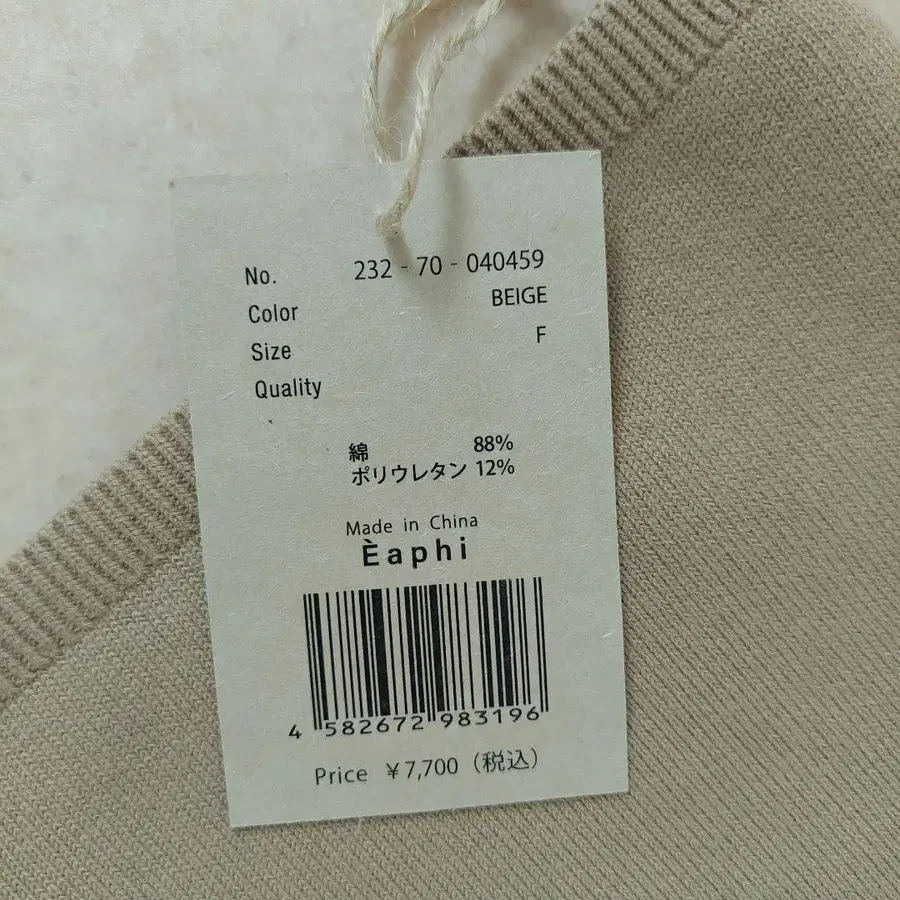 No. 232 - 70 - 040459
Color BEIGE
Size F
Quality
綿 88%
ポリウレタン 12%
Made in China
Èaphi
4 582672 983196
Price ¥7,700（税込）